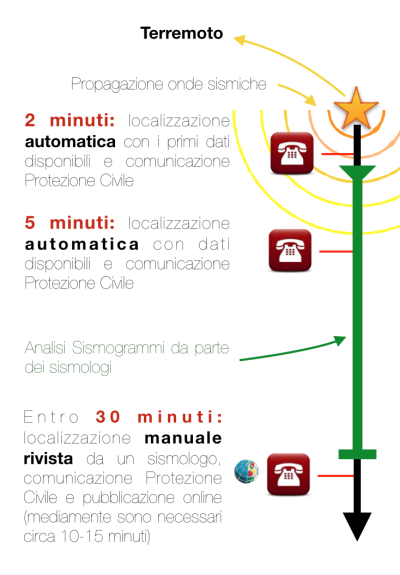 Terremoto
Propagazione onde sismiche
2 minuti: localizzazione
automatica con i primi dati
disponibili e comunicazione
Protezione Civile
5 minuti: localizzazione
automatica con dati
disponibili e comunicazione
Protezione Civile
Analisi Sismogrammi da parte
dei sismologi
Entro 30 minuti:
localizzazione manuale
rivista da un sismologo,
comunicazione Protezione
Civile e pubblicazione online
(mediamente sono necessari
circa 10-15 minuti)